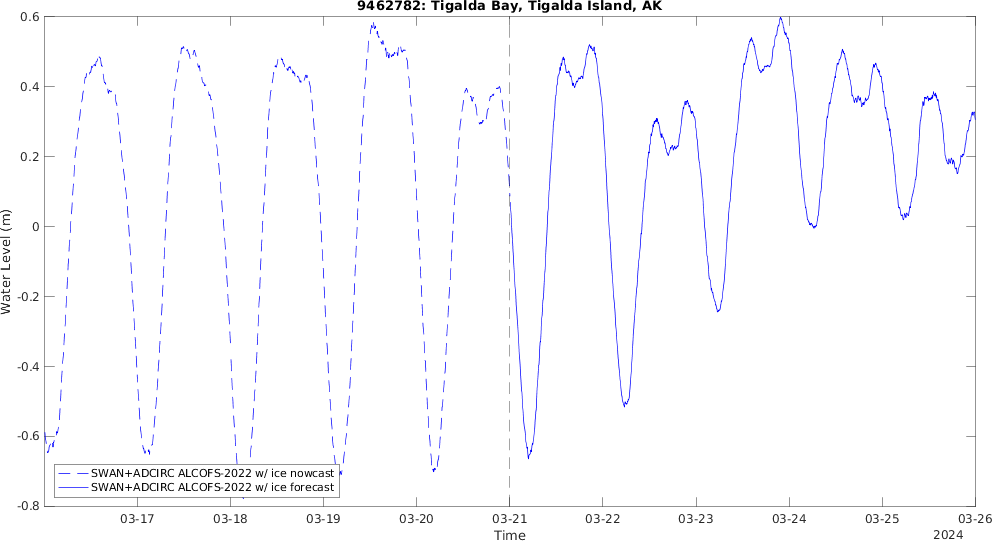 9462782: Tigalda Bay, Tigalda Island, AK
0.6
0.4
0.2
0
-0.2
-0.4
-0.6
-0.8
Water Level (m)
SWAN+ADCIRC ALCOFS-2022 w/ ice nowcast
SWAN+ADCIRC ALCOFS-2022 w/ ice forecast
03-17 03-18 03-19 03-20 03-21 03-22 03-23 03-24 03-25 03-26
Time
2024